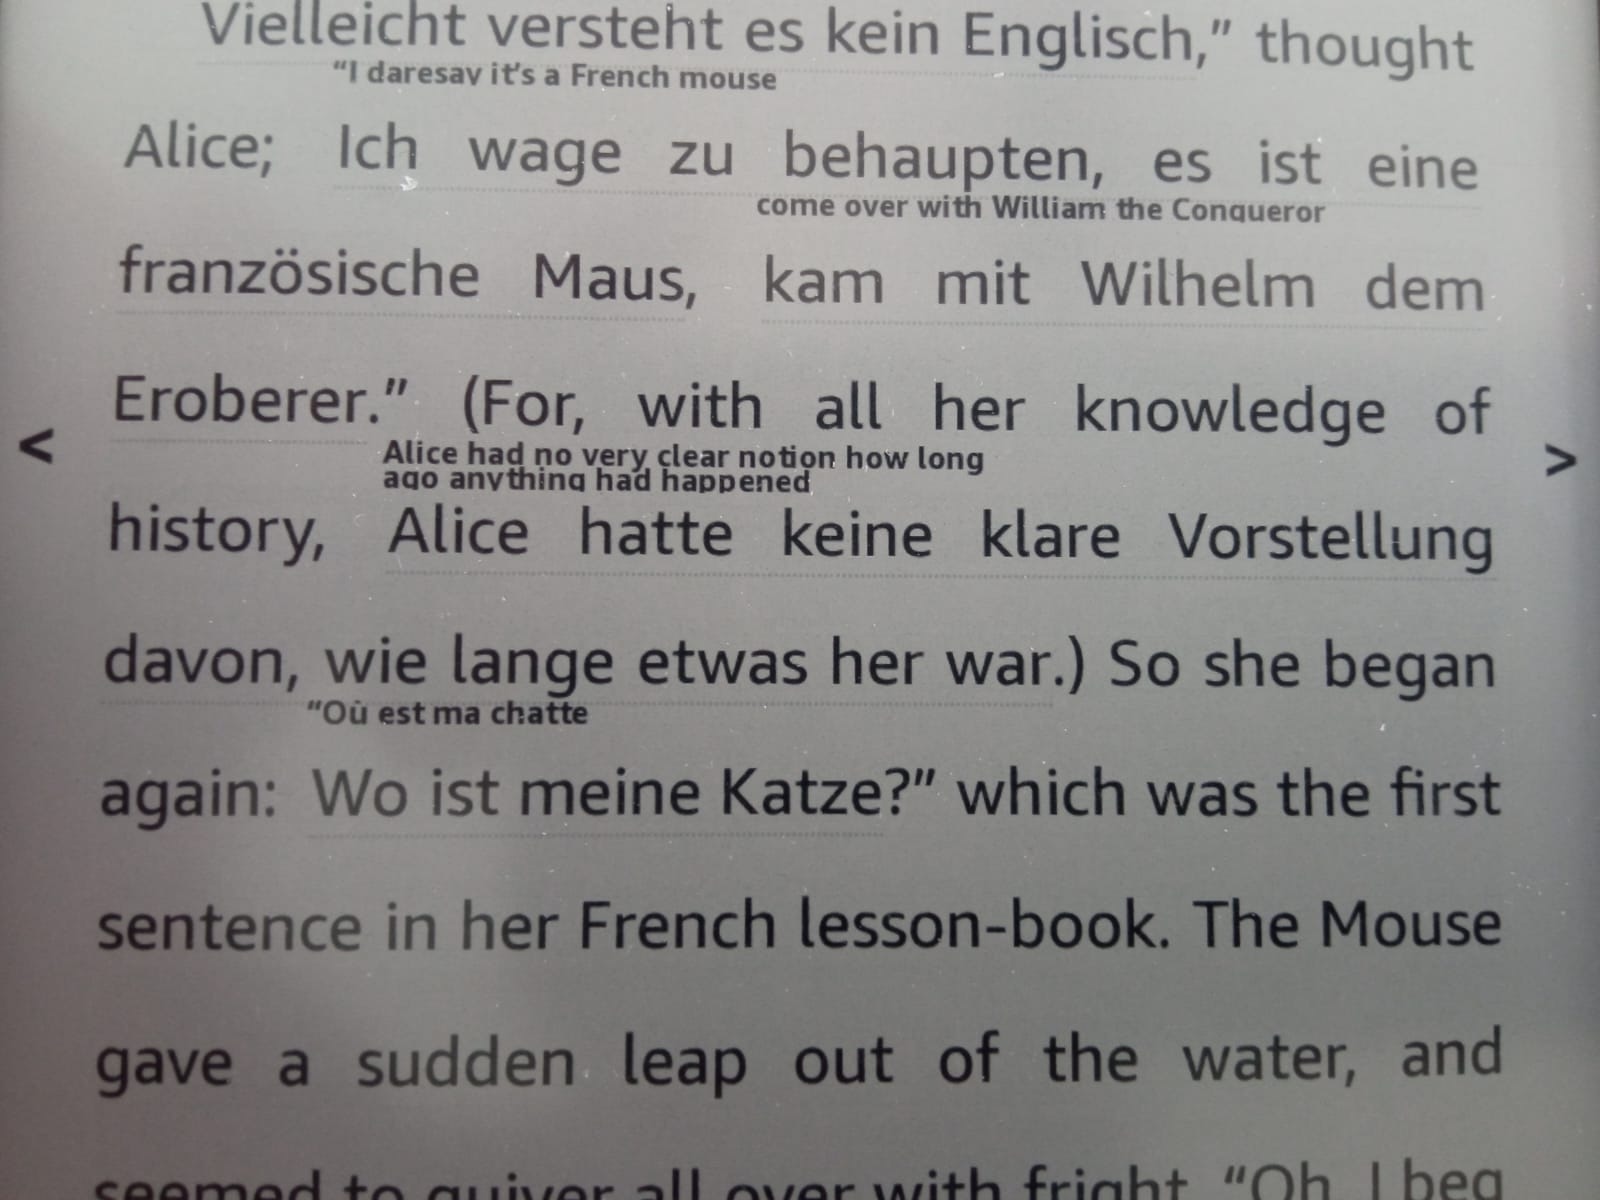 Vielleicht versteht es kein Englisch,” thought
“I daresay it’s a French mouse
Alice; Ich wage zu behaupten, es ist eine
come over with William the Conqueror
französische Maus, kam mit Wilhelm dem
Eroberer.” (For, with all her knowledge of
<
>
Alice had no very clear notion how long
ago anything had happened
history, Alice hatte keine klare Vorstellung
davon, wie lange etwas her war.) So she began
“Où est ma chatte
again: Wo ist meine Katze?” which was the first
sentence in her French lesson-book. The Mouse
gave a sudden leap out of the water, and
seemed to quiver all over with fright. “Oh, I beg